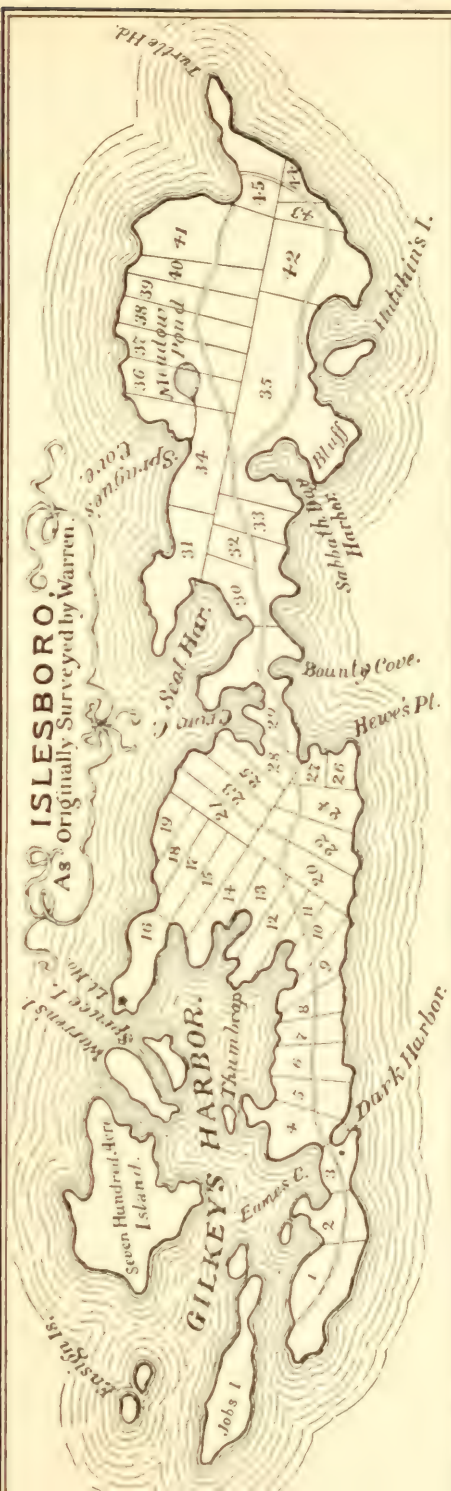 ISLESBORO,
As Originally Surveyed by Warren.
Turtle Hd.
45
44
43
41
40
42
39
38
37
36
Meadow
Pond
Hutchin's I.
35
Bluff
Sprague's
Cove.
34
Sabbath Day
Harbor.
33
31
32
30
Seal Har.
Bounty Cove.
Crow C.
29
Hewe's Pt.
28
27
26
25
23
24
21
22
20
19
18
17
15
14
13
12
11
10
16
9
8
7
6
5
4
Lt. Ho.
Spruce I.
Warren's I.
Thumbcap
GILKEY'S HARBOR.
Dark Harbor.
3
Eames C.
2
1
Seven Hundred Acre
Island.
Ensign Is.
Jobs I